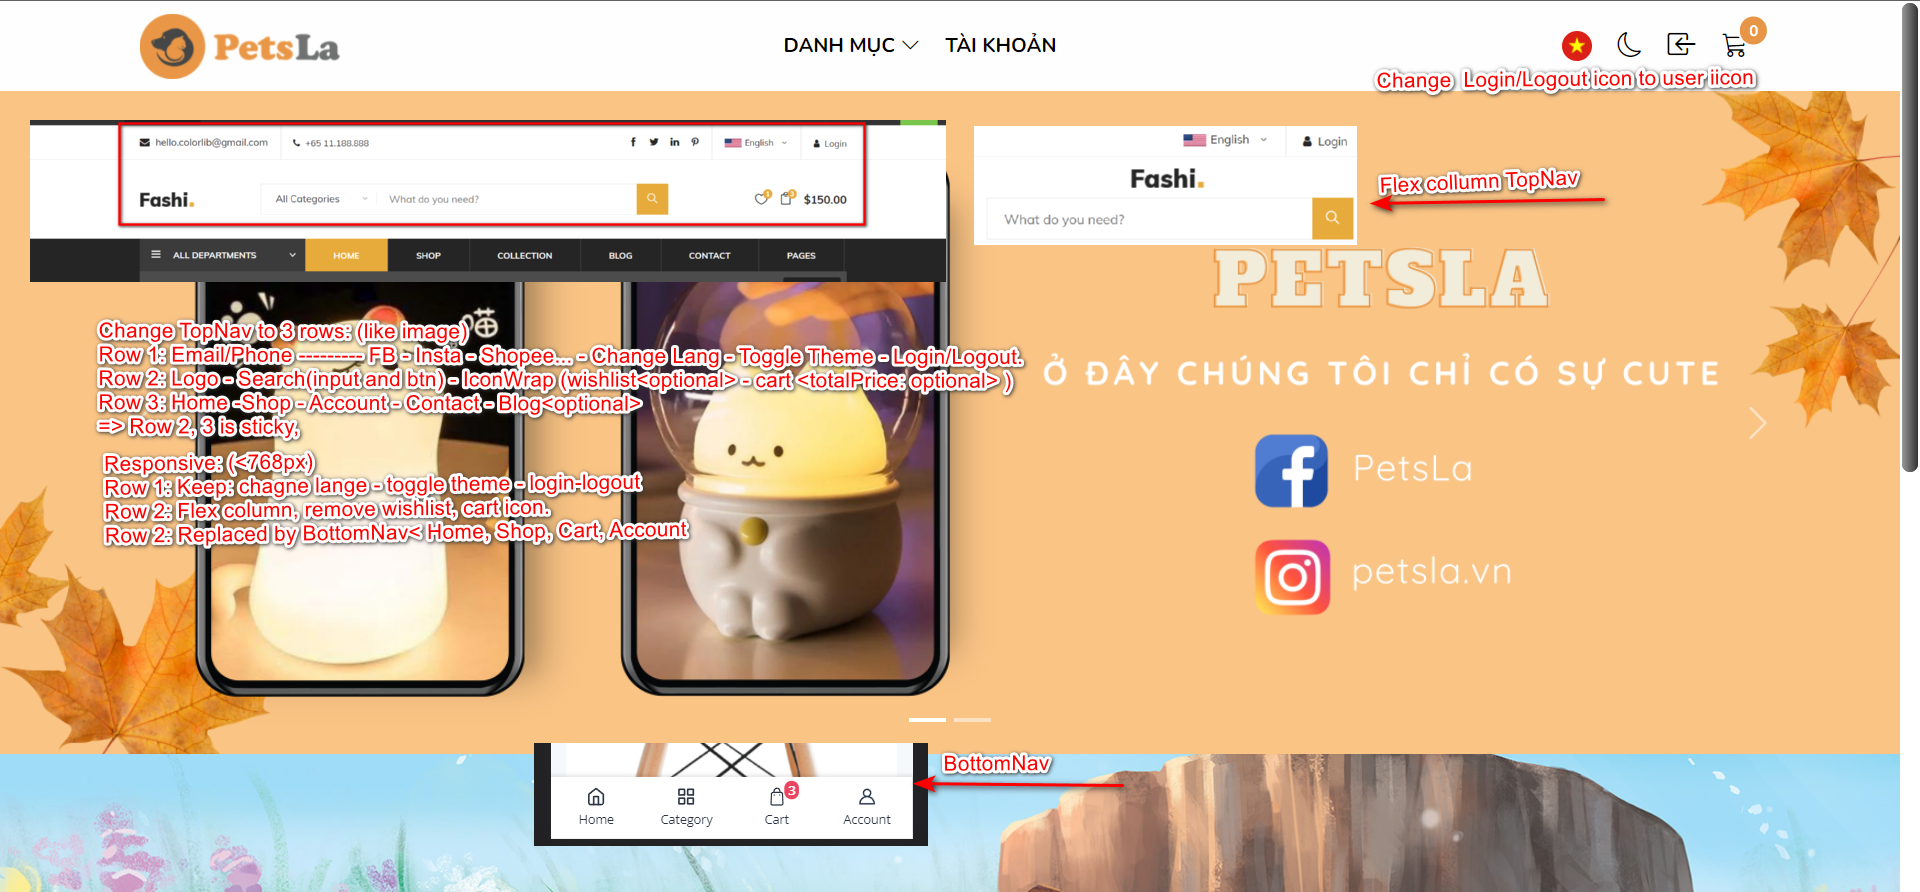 PetsLa
DANH MỤC TÀI KHOẢN
0
Change Login/Logout icon to user iicon
hello.colorlib@gmail.com +65 11.188.888 English Login
Fashi. All Categories What do you need? 1 3 $150.00
ALL DEPARTMENTS HOME SHOP COLLECTION BLOG CONTACT PAGES
English Login
Fashi.
What do you need?
Flex collumn TopNav
PETSLA
Ở ĐÂY CHÚNG TÔI CHỈ CÓ SỰ CUTE
PetsLa
petsla.vn
Change TopNav to 3 rows: (like image)
Row 1: Email/Phone --------- FB - Insta - Shopee... - Change Lang - Toggle Theme - Login/Logout.
Row 2: Logo - Search(input and btn) - IconWrap (wishlist<optional> - cart <totalPrice: optional> )
Row 3: Home -Shop - Account - Contact - Blog<optional>
=> Row 2, 3 is sticky,
Responsive: (<768px)
Row 1: Keep: chagne lange - toggle theme - login-logout
Row 2: Flex column, remove wishlist, cart icon.
Row 2: Replaced by BottomNav< Home, Shop, Cart, Account
BottomNav
3
Home Category Cart Account